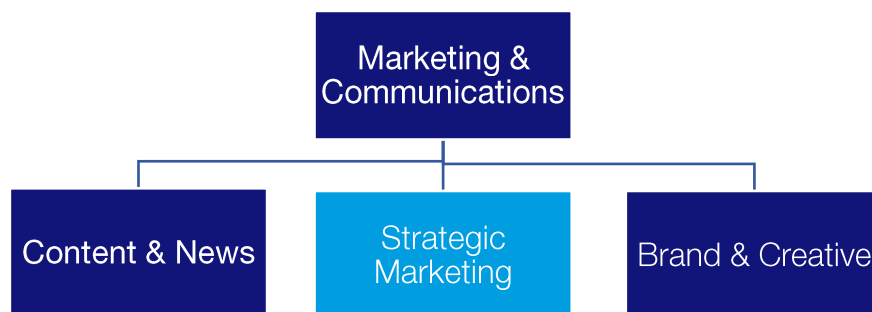 Marketing &
Communications
Content & News
Strategic
Marketing
Brand & Creative